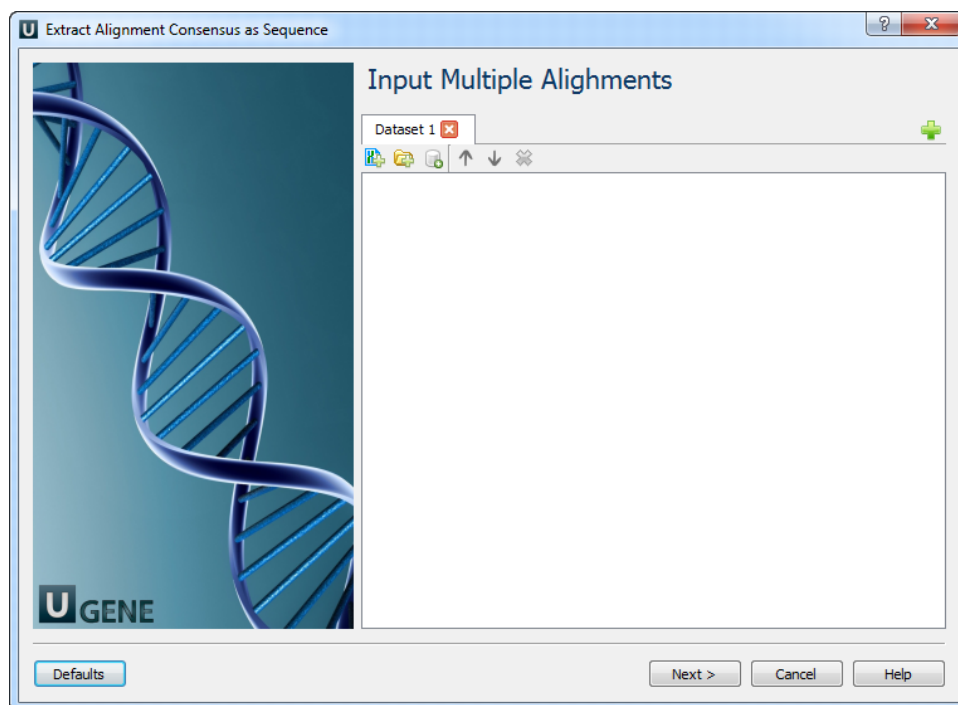 U Extract Alignment Consensus as Sequence
Input Multiple Alighments
Dataset 1
U GENE
Defaults
Next >
Cancel
Help